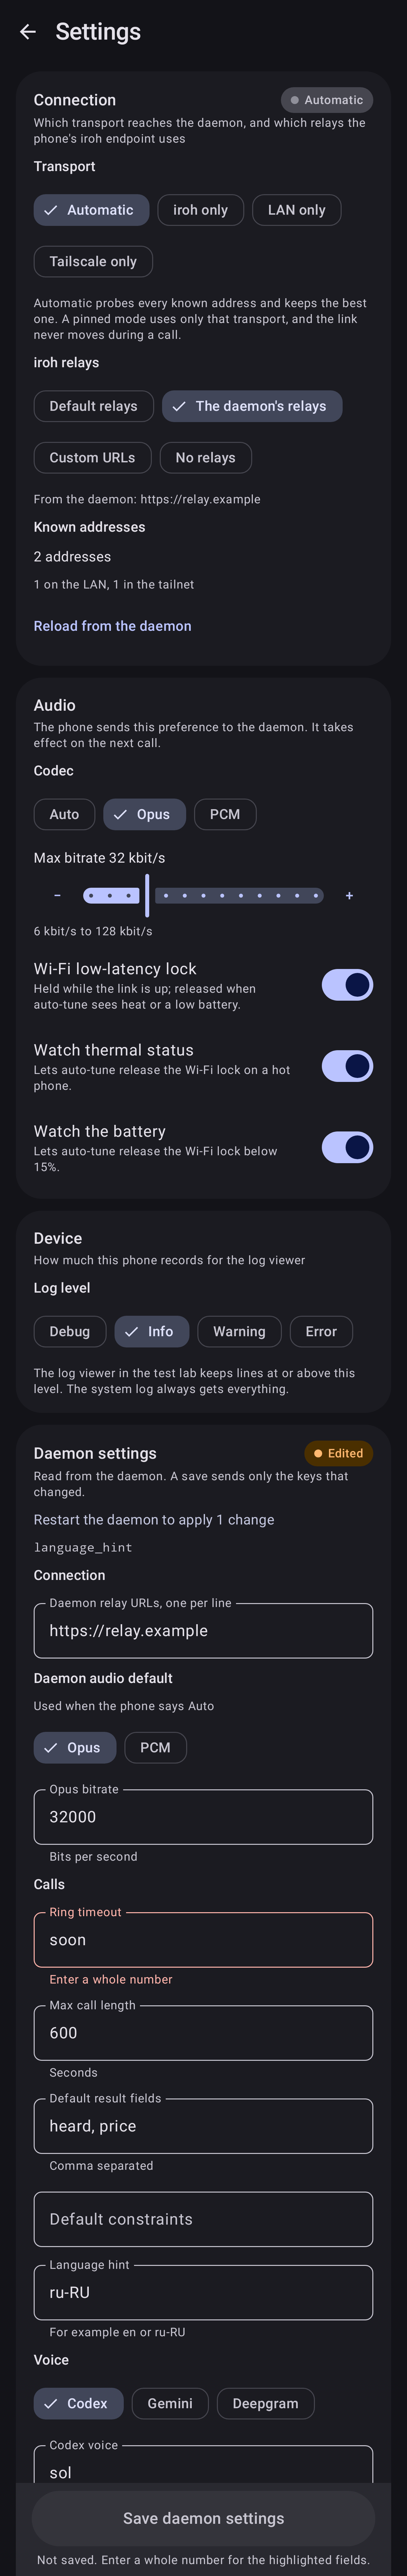 Settings
Connection
Automatic
Which transport reaches the daemon, and which relays the
phone's iroh endpoint uses
Transport
Automatic
iroh only
LAN only
Tailscale only
Automatic probes every known address and keeps the best
one. A pinned mode uses only that transport, and the link
never moves during a call.
iroh relays
Default relays
The daemon's relays
Custom URLs
No relays
From the daemon: https://relay.example
Known addresses
2 addresses
1 on the LAN, 1 in the tailnet
Reload from the daemon
Audio
The phone sends this preference to the daemon. It takes
effect on the next call.
Codec
Auto
Opus
PCM
Max bitrate 32 kbit/s
−
+
6 kbit/s to 128 kbit/s
Wi-Fi low-latency lock
Held while the link is up; released when
auto-tune sees heat or a low battery.
Watch thermal status
Lets auto-tune release the Wi-Fi lock on a hot
phone.
Watch the battery
Lets auto-tune release the Wi-Fi lock below
15%.
Device
How much this phone records for the log viewer
Log level
Debug
Info
Warning
Error
The log viewer in the test lab keeps lines at or above this
level. The system log always gets everything.
Daemon settings
Edited
Read from the daemon. A save sends only the keys that
changed.
Restart the daemon to apply 1 change
language_hint
Connection
Daemon relay URLs, one per line
https://relay.example
Daemon audio default
Used when the phone says Auto
Opus
PCM
Opus bitrate
32000
Bits per second
Calls
Ring timeout
soon
Enter a whole number
Max call length
600
Seconds
Default result fields
heard, price
Comma separated
Default constraints
Language hint
ru-RU
For example en or ru-RU
Voice
Codex
Gemini
Deepgram
Codex voice
sol
Save daemon settings
Not saved. Enter a whole number for the highlighted fields.